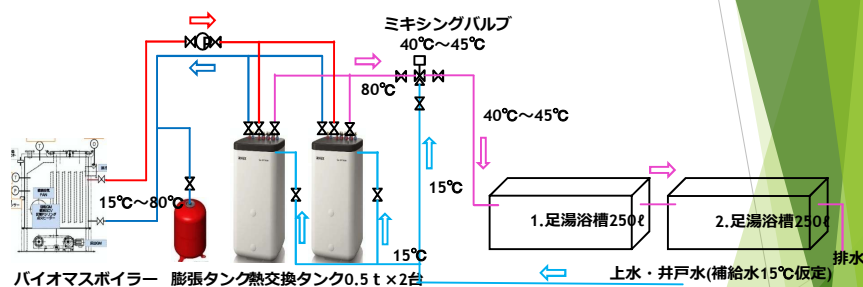 ミキシングバルブ
40℃～45℃
P
80℃
40℃～45℃
15℃～80℃
15℃
1.足湯浴槽250ℓ
2.足湯浴槽250ℓ
15℃
排水
バイオマスボイラー
膨張タンク
熱交換タンク0.5ｔ×2台
上水・井戸水(補給水15℃仮定)